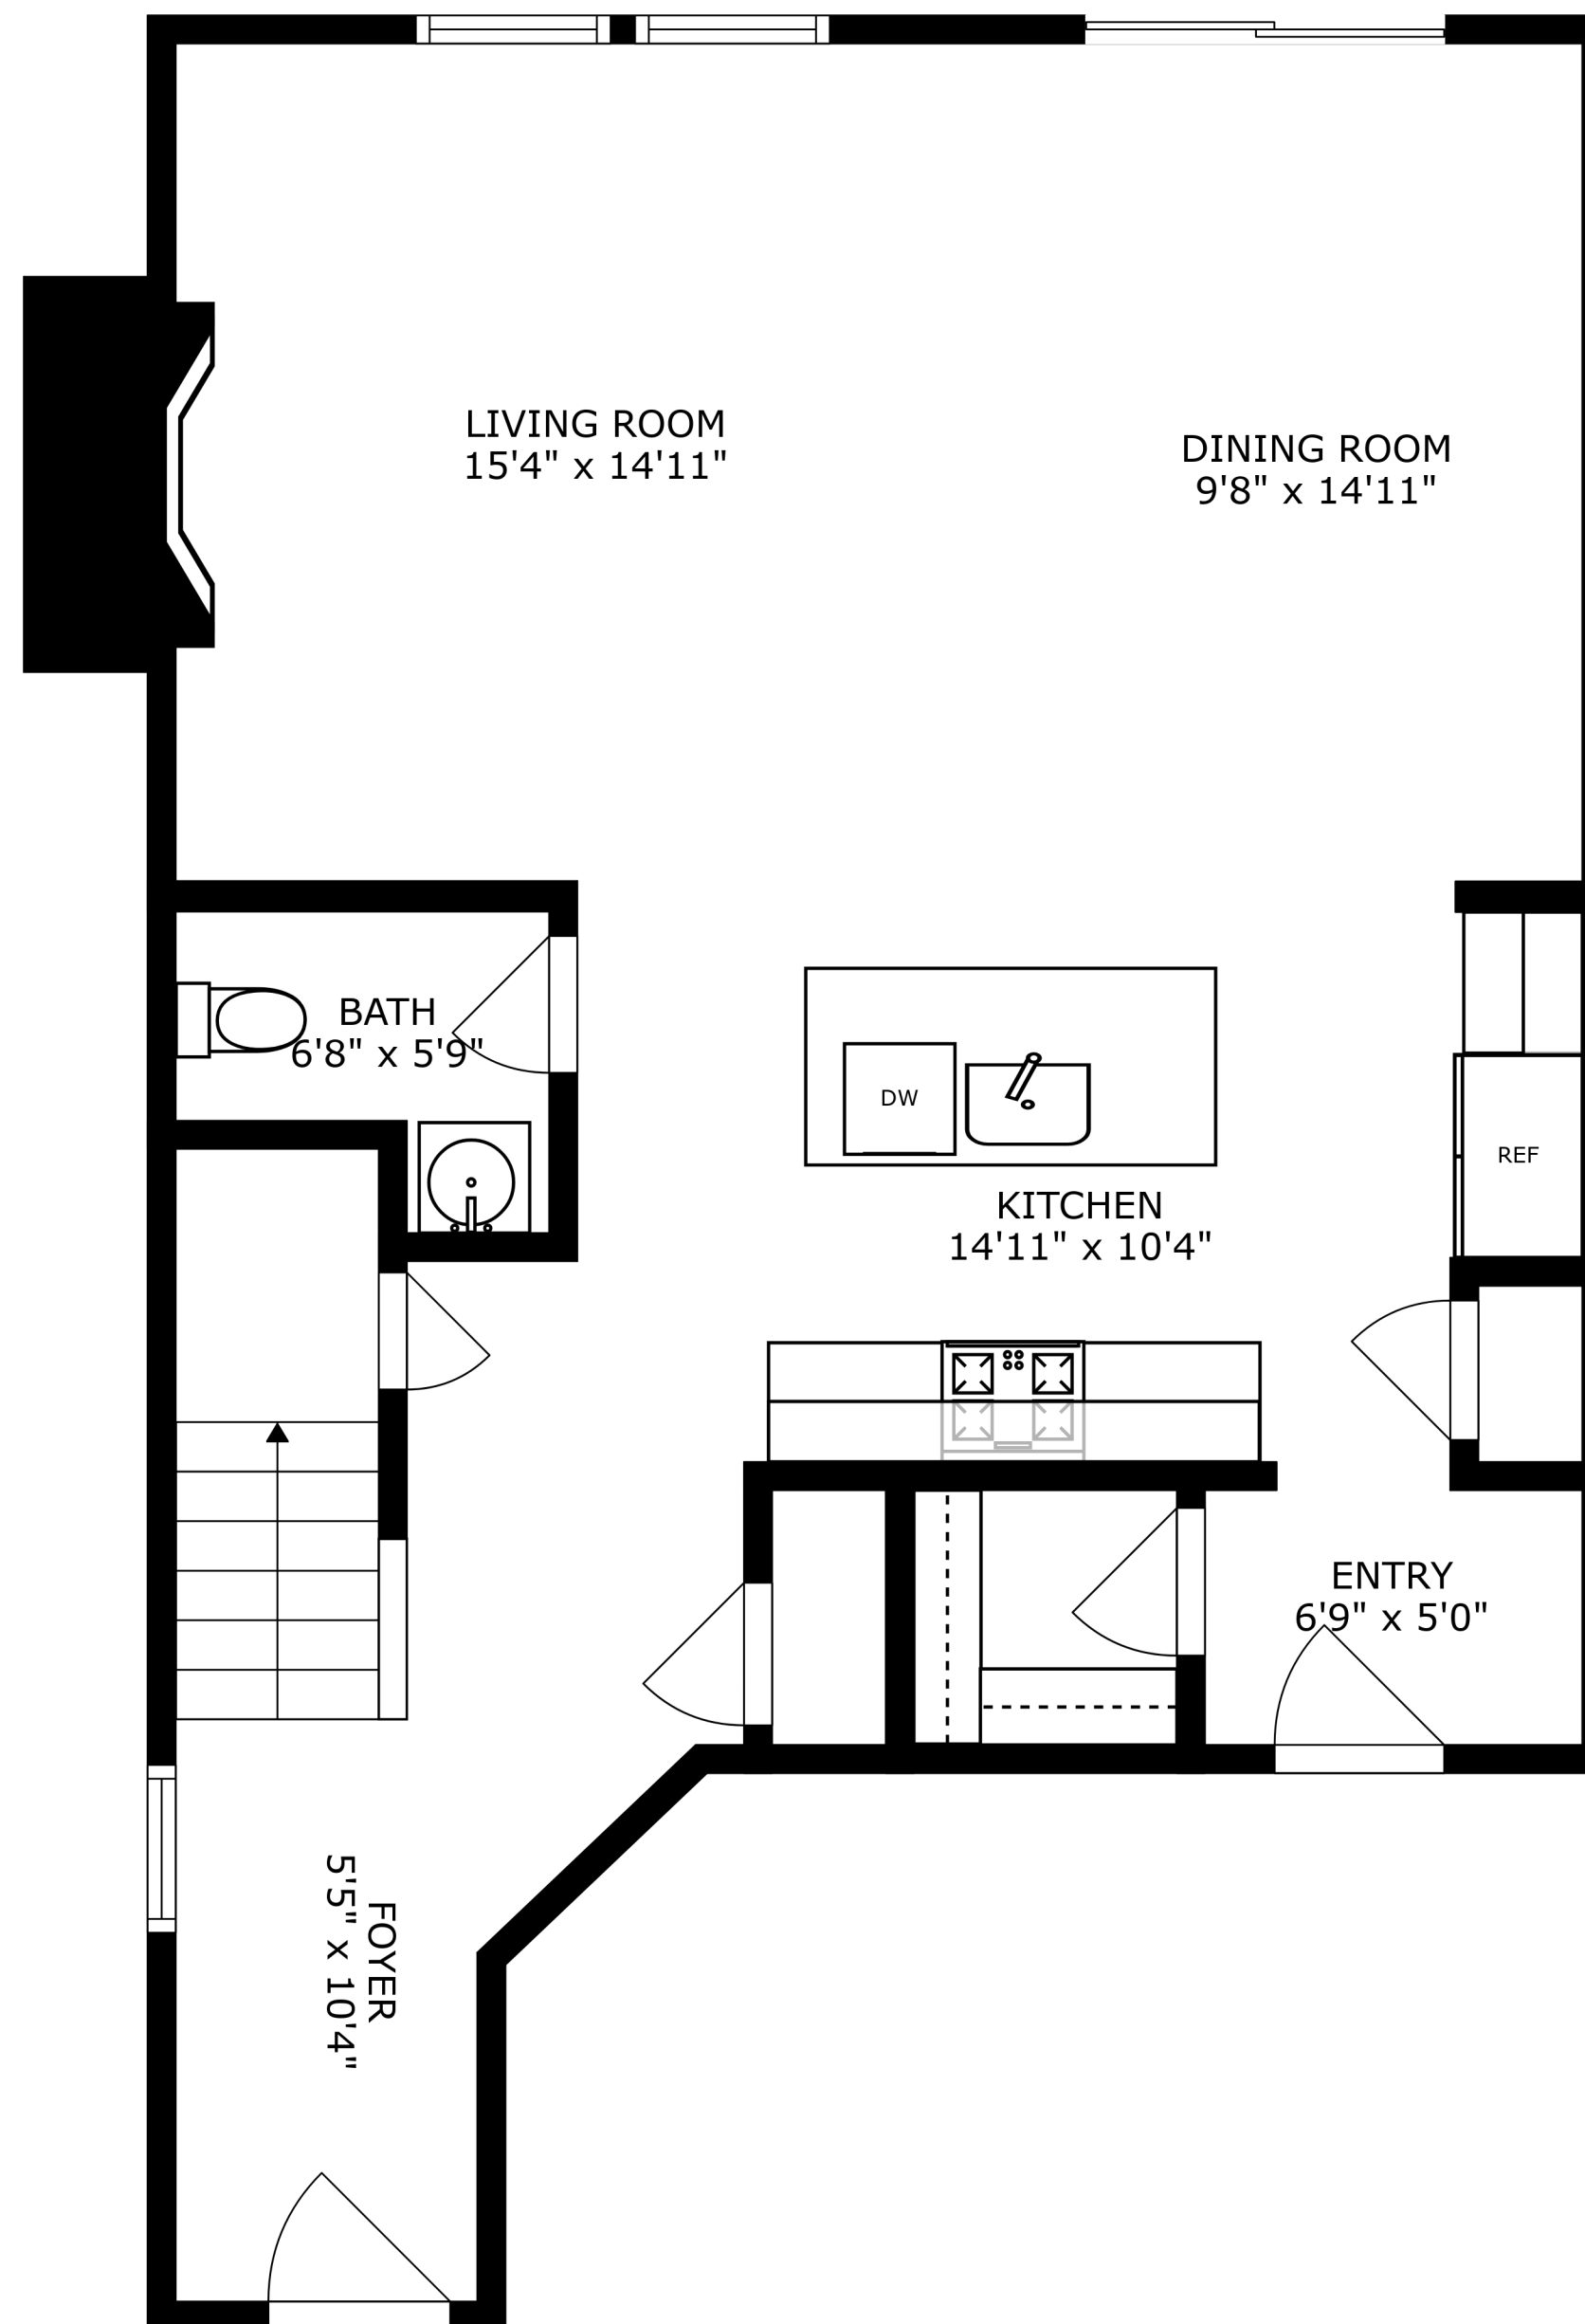 LIVING ROOM
15'4" x 14'11"
DINING ROOM
9'8" x 14'11"
BATH
6'8" x 5'9"
DW
REF
KITCHEN
14'11" x 10'4"
ENTRY
6'9" x 5'0"
FOYER
5'5" x 10'4"